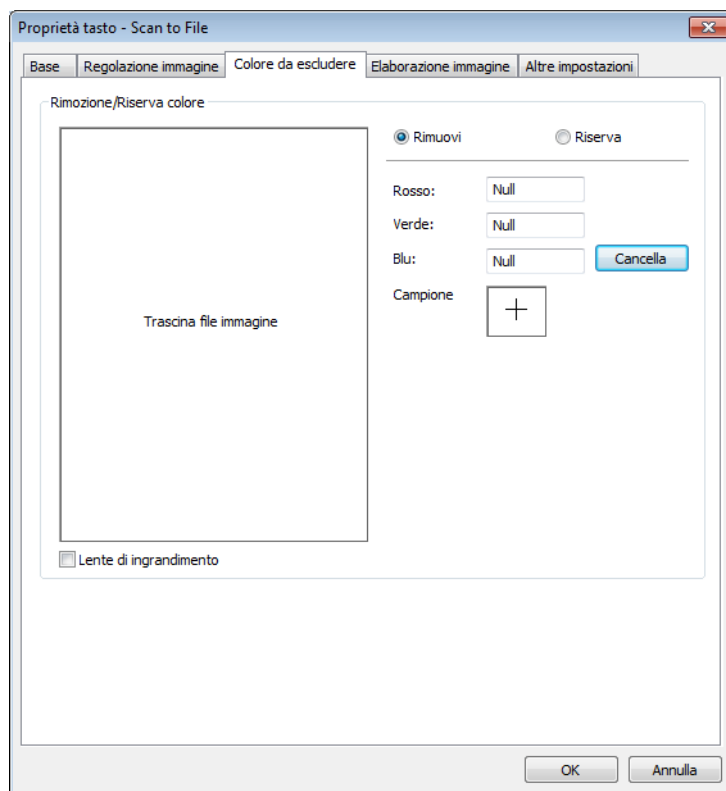 Proprietà tasto - Scan to File
Base Regolazione immagine Colore da escludere Elaborazione immagine Altre impostazioni
Rimozione/Riserva colore
Rimuovi Riserva
Rosso: Null
Verde: Null
Blu: Null Cancella
Campione
Trascina file immagine
Lente di ingrandimento
OK Annulla